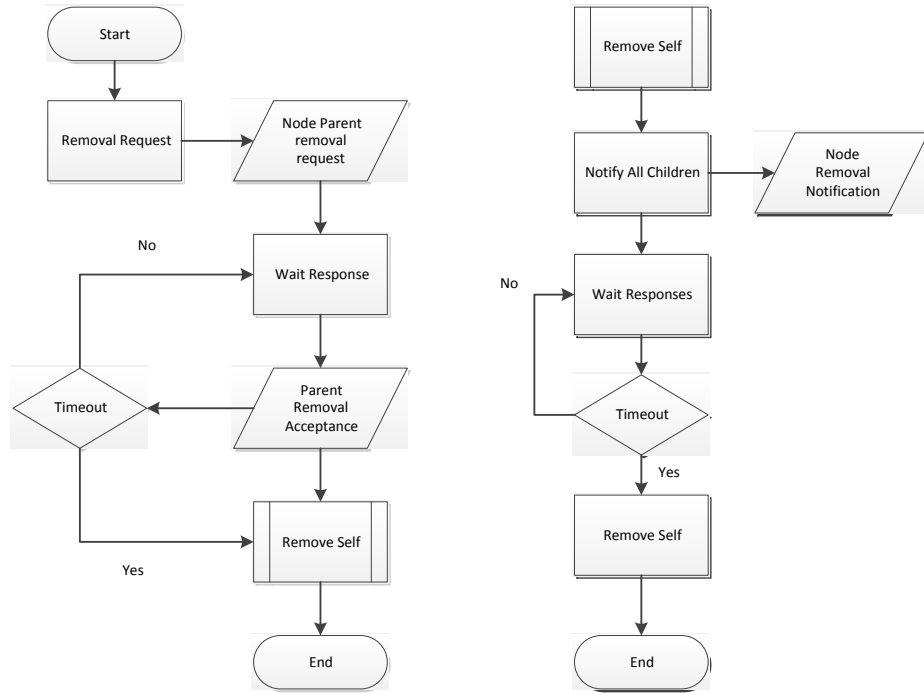 Start
Removal Request
Node Parent
removal
request
No
Wait Response
Timeout
Parent
Removal
Acceptance
Remove Self
Yes
End
Remove Self
Notify All Children
Node
Removal
Notification
No
Wait Responses
Timeout
Yes
Remove Self
End